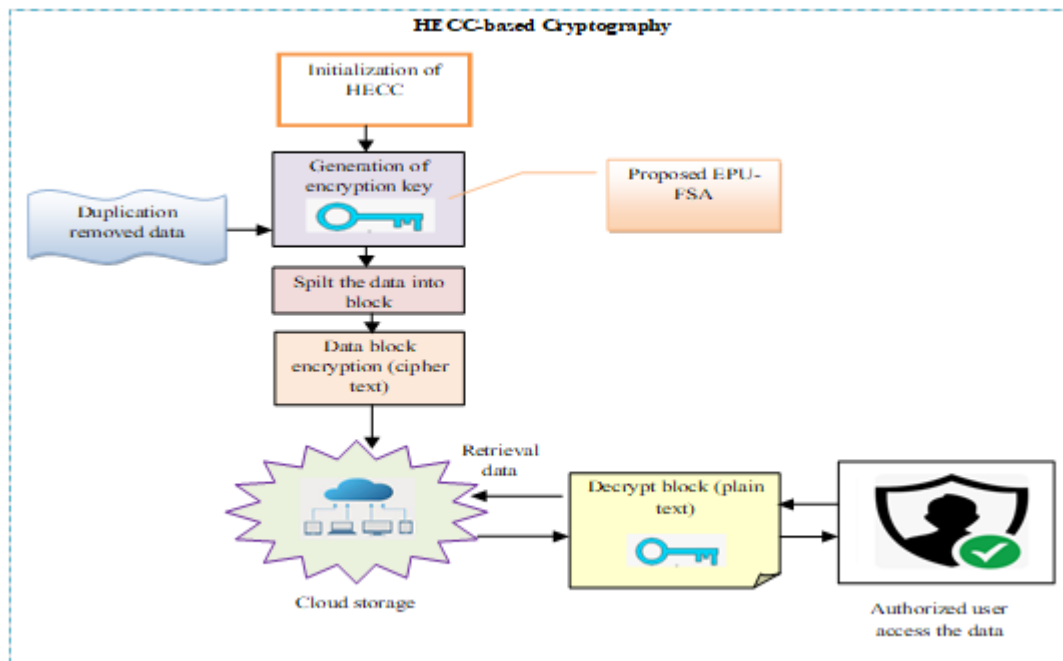 HECC-based Cryptography
Initialization of
HECC
Generation of
encryption key
Proposed EPU-
FSA
Duplication
removed data
Spilt the data into
block
Data block
encryption (cipher
text)
Retrieval
data
Decrypt block (plain
text)
Cloud storage
Authorized user
access the data